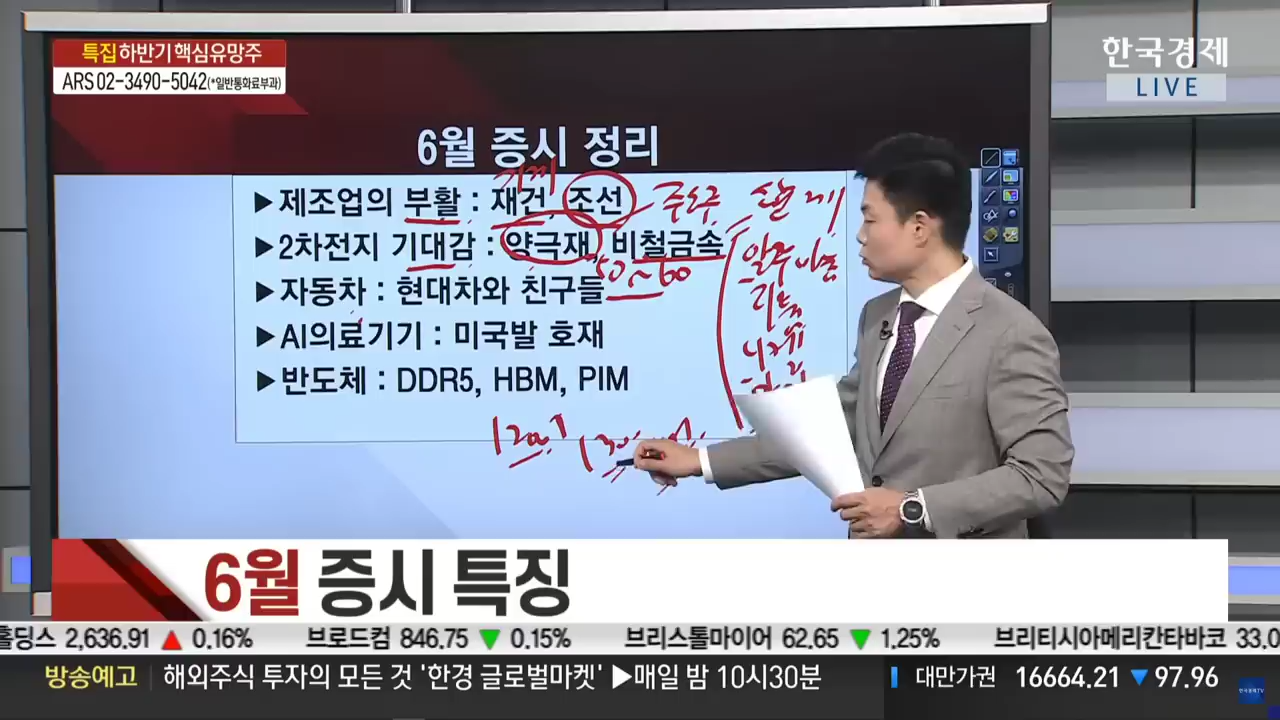 특집 하반기 핵심유망주
ARS 02-3490-5042(*일반통화료부과)
한국경제
LIVE
6월 증시 정리
▶제조업의 부활 : 재건, 조선
▶2차전지 기대감 : 양극재, 비철금속
50~60
▶자동차 : 현대차와 친구들
▶AI의료기기 : 미국발 호재
▶반도체 : DDR5, HBM, PIM
6월 증시 특징
홀딩스 2,636.91 ▲ 0.16% 브로드컴 846.75 ▼ 0.15% 브리스톨마이어 62.65 ▼ 1.25% 브리티시아메리칸타바코 33.0
방송예고 해외주식 투자의 모든 것 '한경 글로벌마켓' ▶매일 밤 10시30분
대만가권 16664.21 ▼ 97.96
한국경제TV